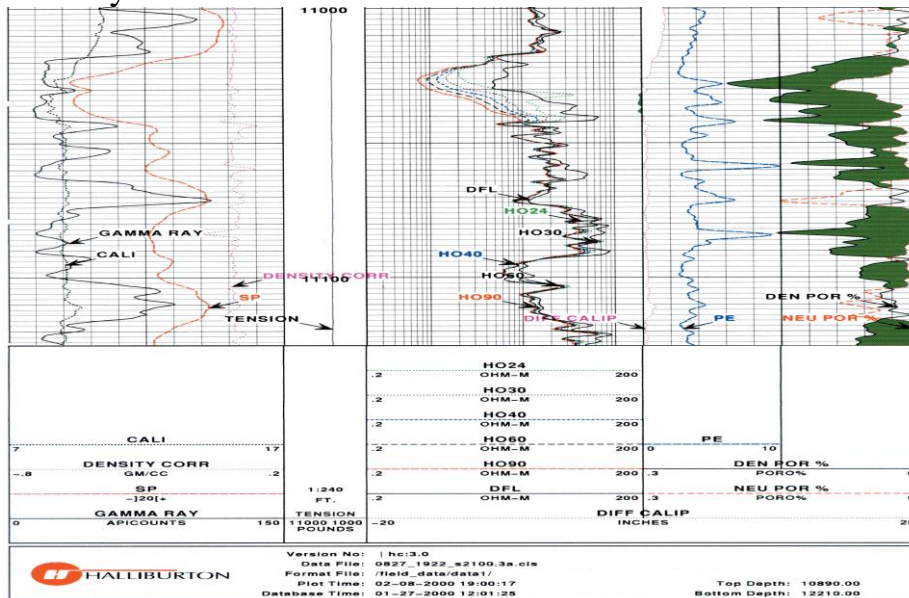 11000
DFL
HO24
GAMMA RAY
HO30
CALI
HO40
HO60
DENSITY CORR
11100
SP
HO90
DEN POR %
TENSION
DIFF CALIP
PE
NEU POR %
HO24
.2 OHM-M 200
HO30
.2 OHM-M 200
HO40
.2 OHM-M 200
CALI
HO60
PE
7 17
.2 OHM-M 200
0 10
DENSITY CORR
HO90
DEN POR %
-.8 GM/CC .2
.2 OHM-M 200
.3 PORO%
SP
1:240
DFL
NEU POR %
-]20[+
FT.
.2 OHM-M 200
.3 PORO%
GAMMA RAY
TENSION
DIFF CALIP
0 APICOUNTS 150
11000 1000
-20 INCHES
POUNDS
HALLIBURTON
Version No: | hc:3.0
Data File: 0827_1922_s2100.3a.cls
Format File: /field_data/data1/
Plot Time: 02-08-2000 19:00:17
Top Depth: 10890.00
Database Time: 01-27-2000 12:01:25
Bottom Depth: 12210.00